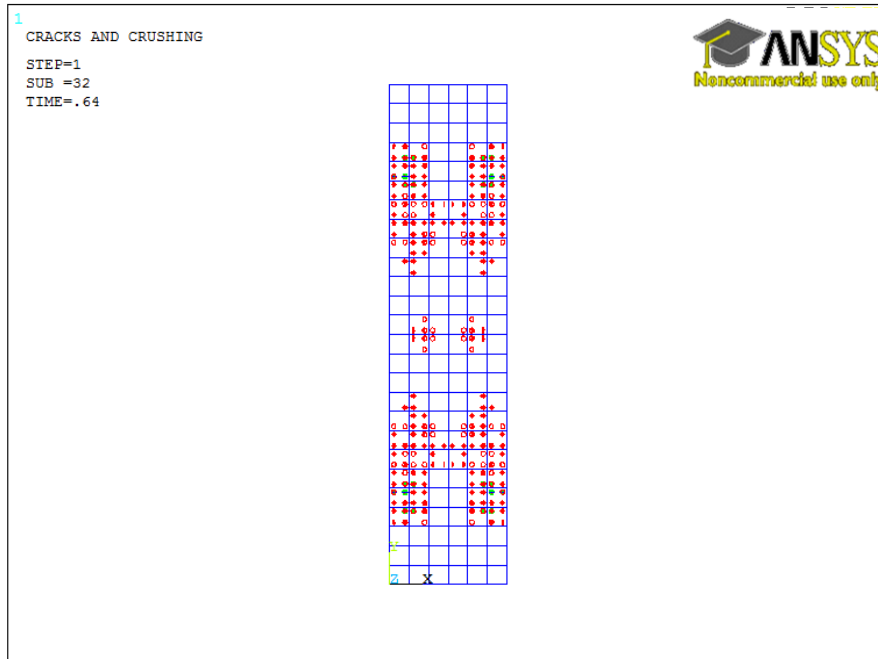 1
CRACKS AND CRUSHING
STEP=1
SUB =32
TIME=.64
ANSYS
Noncommercial use only
Y
Z X